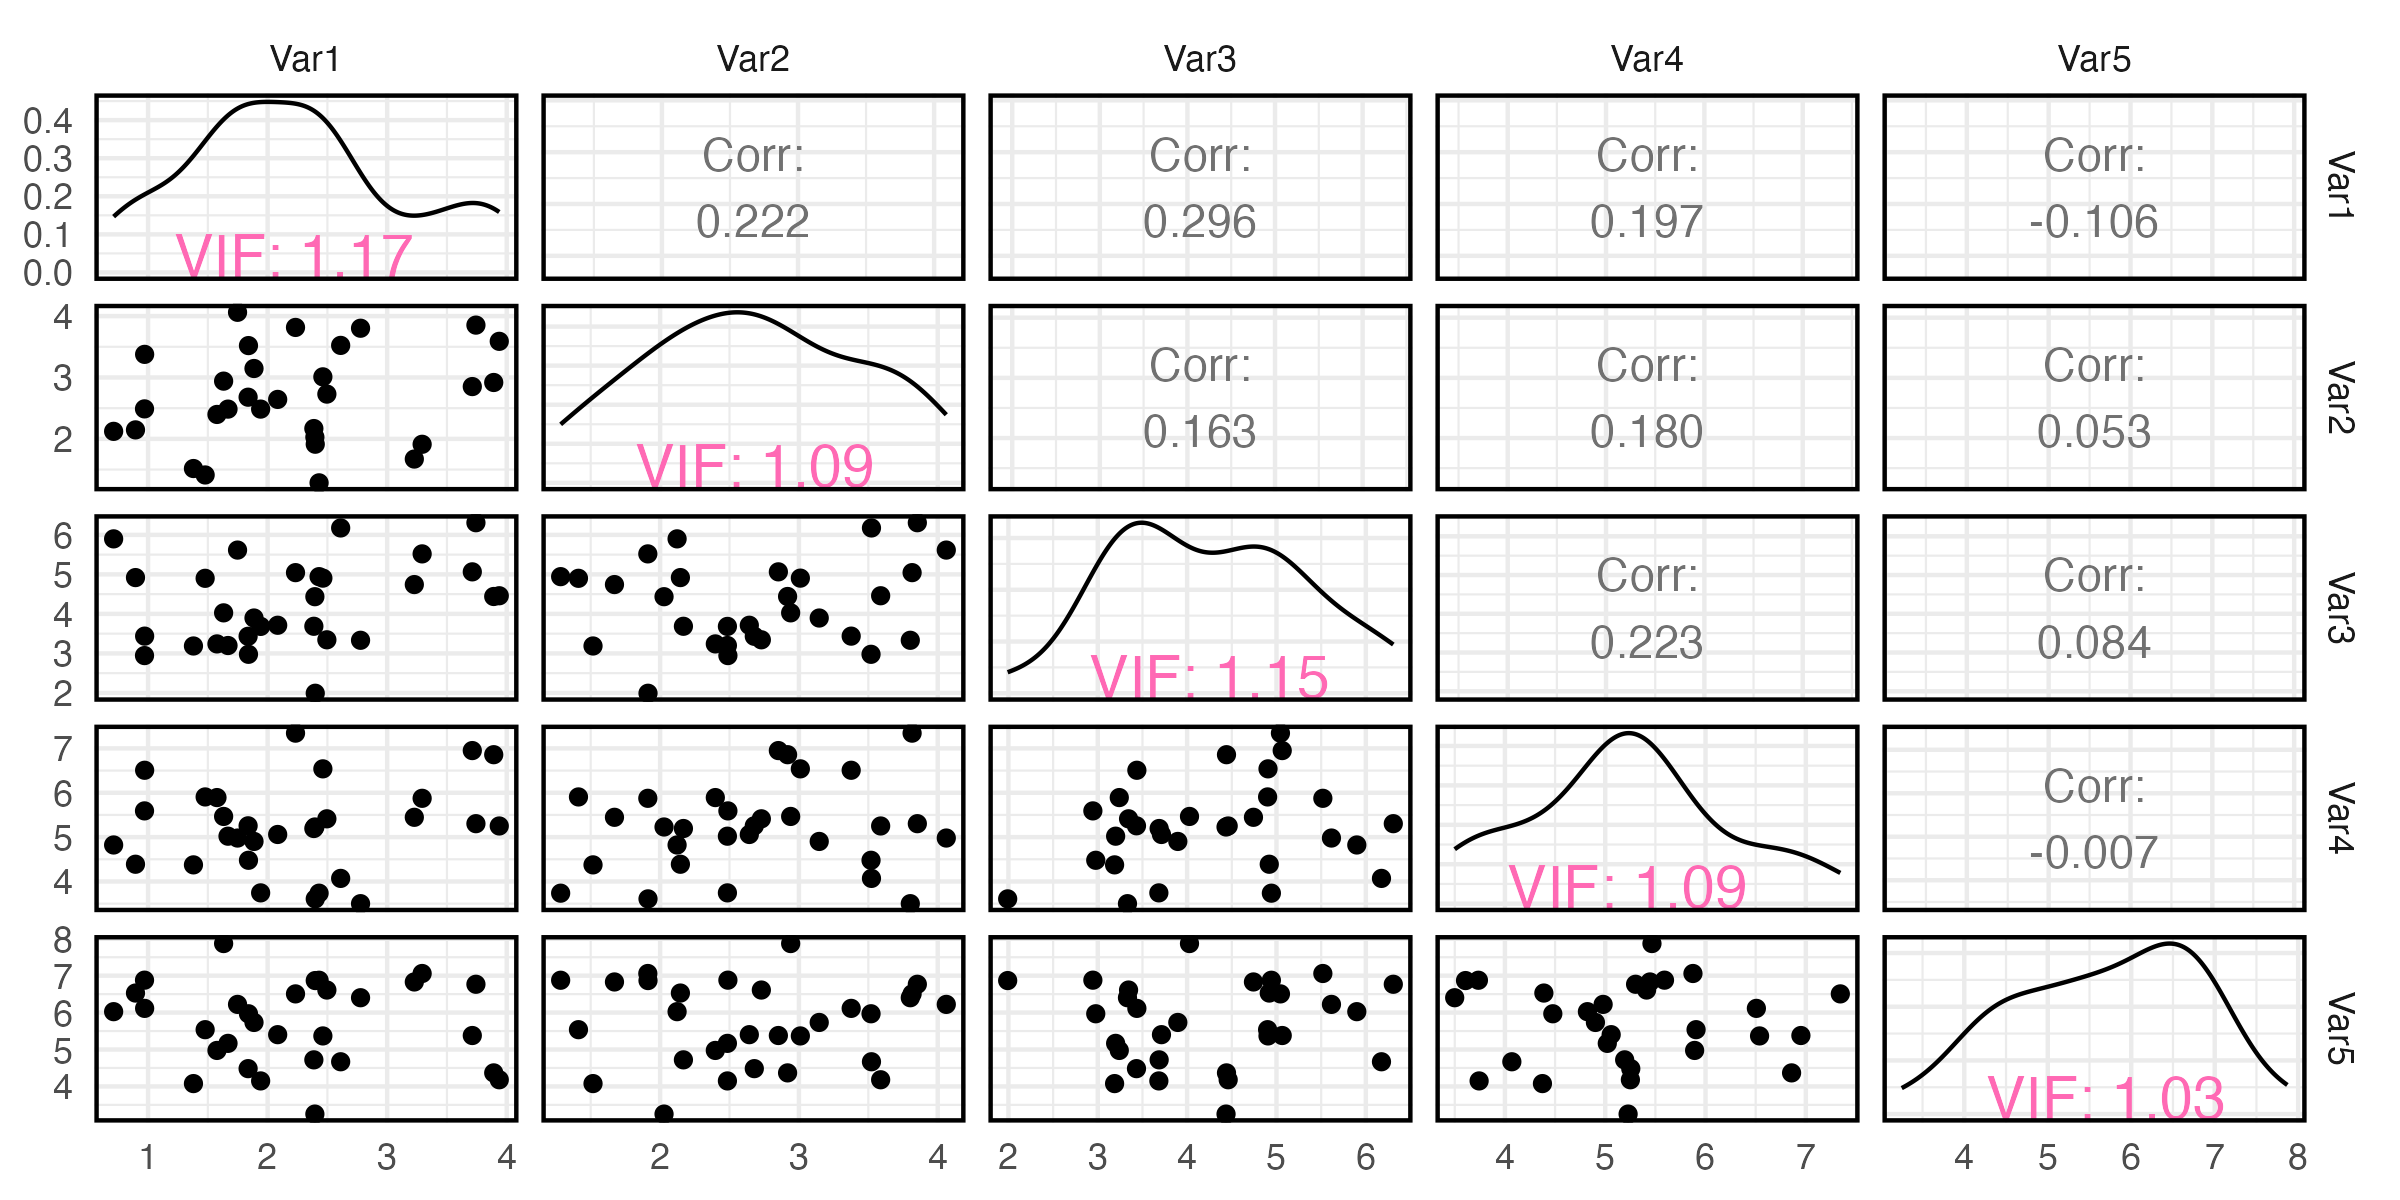 Var1 Var2 Var3 Var4 Var5
0.4
0.3
0.2
0.1
0.0
VIF: 1.17
Corr:
0.222
Corr:
0.296
Corr:
0.197
Corr:
-0.106
Var1
4
3
2
VIF: 1.09
Corr:
0.163
Corr:
0.180
Corr:
0.053
Var2
6
5
4
3
2
VIF: 1.15
Corr:
0.223
Corr:
0.084
Var3
7
6
5
4
VIF: 1.09
Corr:
-0.007
Var4
8
7
6
5
4
VIF: 1.03
Var5
1 2 3 4 2 3 4 2 3 4 5 6 4 5 6 7 4 5 6 7 8